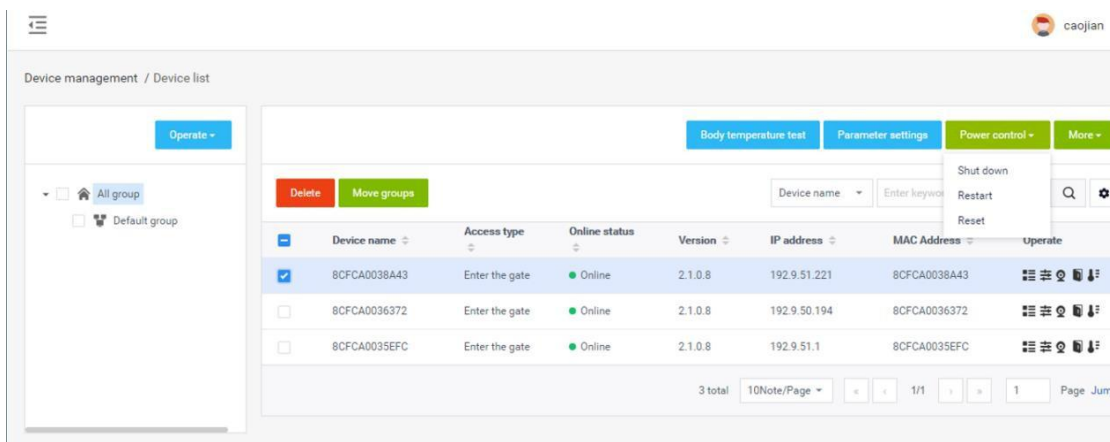 caojian
Device management / Device list
Operate
Body temperature test Parameter settings Power control More
All group
Default group
Shut down
Restart
Reset
Delete Move groups Device name
Device name Access type Online status Version IP address MAC Address Operate
8CFCA0038A43 Enter the gate Online 2.1.0.8 192.9.51.221 8CFCA0038A43
8CFCA0036372 Enter the gate Online 2.1.0.8 192.9.50.194 8CFCA0036372
8CFCA0035EFC Enter the gate Online 2.1.0.8 192.9.51.1 8CFCA0035EFC
3 total 10Note/Page 1/1 1 Page